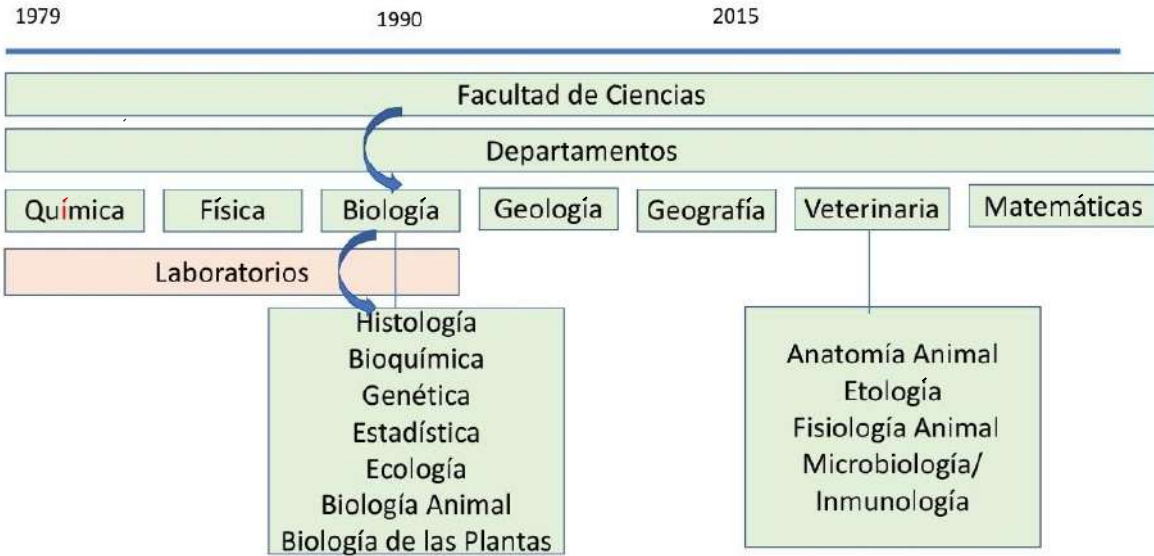 1979
1990
2015
Facultad de Ciencias
Departamentos
Química
Física
Biología
Geología
Geografía
Veterinaria
Matemáticas
Laboratorios
Histología
Bioquímica
Genética
Estadística
Ecología
Biología Animal
Biología de las Plantas
Anatomía Animal
Etología
Fisiología Animal
Microbiología/
Inmunología